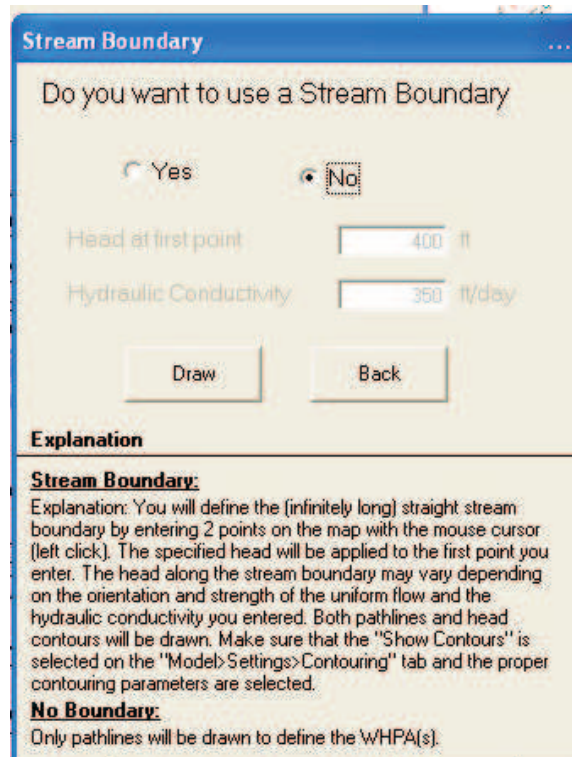 Stream Boundary ...
Do you want to use a Stream Boundary
Yes No
Head at first point 400 ft
Hydraulic Conductivity 350 ft/day
Draw Back
Explanation
Stream Boundary:
Explanation: You will define the (infinitely long) straight stream
boundary by entering 2 points on the map with the mouse cursor
(left click). The specified head will be applied to the first point you
enter. The head along the stream boundary may vary depending
on the orientation and strength of the uniform flow and the
hydraulic conductivity you entered. Both pathlines and head
contours will be drawn. Make sure that the "Show Contours" is
selected on the "Model>Settings>Contouring" tab and the proper
contouring parameters are selected.
No Boundary:
Only pathlines will be drawn to define the WHPA(s).